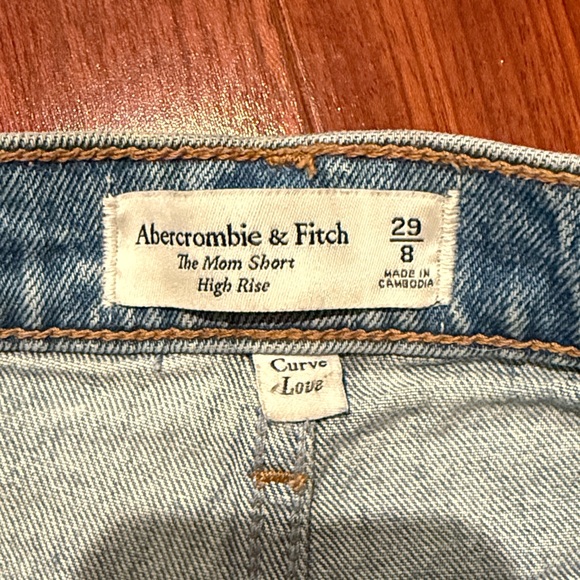 Abercrombie & Fitch
The Mom Short
High Rise
29
8
MADE IN
CAMBODIA
Curve
Love